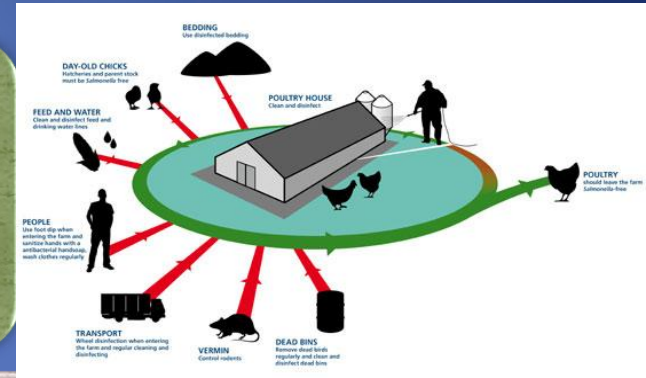 BEDDING
Use disinfected bedding
DAY-OLD CHICKS
Hatcheries and parent stock
must be Salmonella free
POULTRY HOUSE
Clean and disinfect
FEED AND WATER
Clean and disinfect feed and
drinking water lines
POULTRY
should leave the farm
Salmonella-free
PEOPLE
Use foot dip when
entering the farm and
sanitize hands with a
antibacterial handsoap,
wash clothes regularly
TRANSPORT
Wheel disinfection when entering
the farm and regular cleaning and
disinfecting
VERMIN
Control rodents
DEAD BINS
Remove dead birds
regularly and clean and
disinfect dead bins